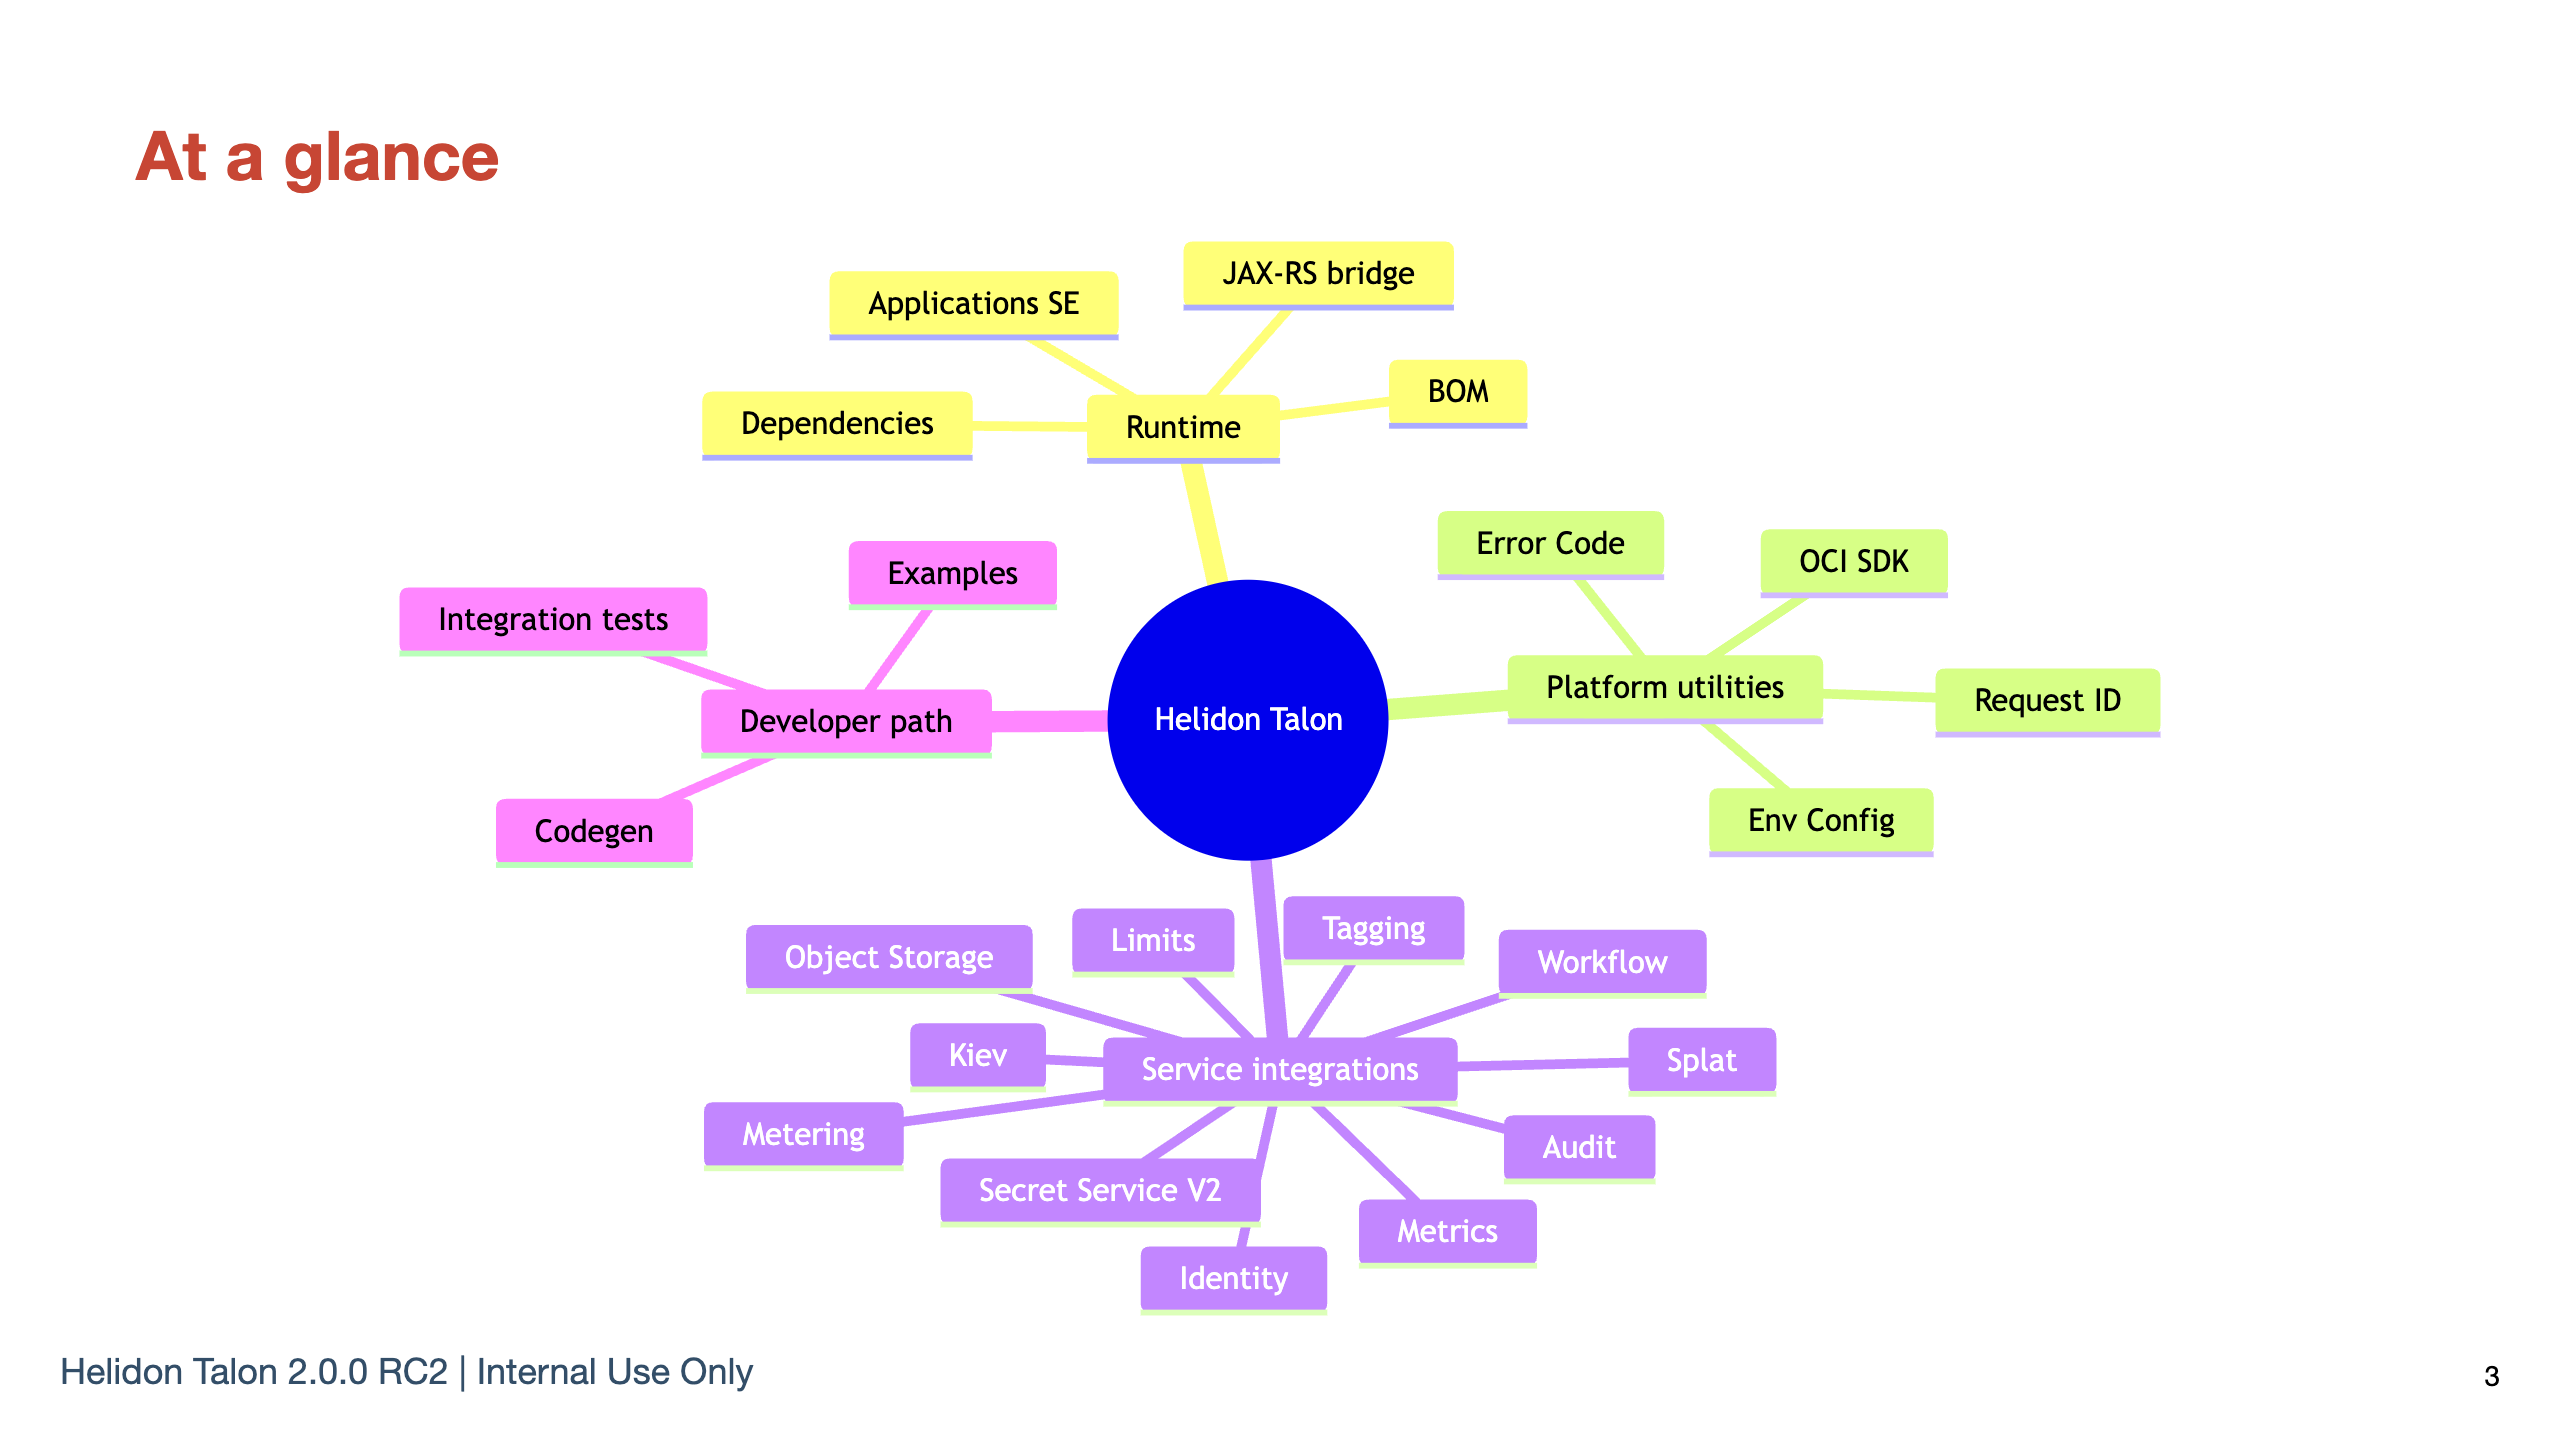 At a glance
JAX-RS bridge
Applications SE
BOM
Dependencies
Runtime
Error Code
OCI SDK
Examples
Integration tests
Platform utilities
Request ID
Developer path
Helidon Talon
Env Config
Codegen
Tagging
Limits
Object Storage
Workflow
Kiev
Service integrations
Splat
Metering
Audit
Secret Service V2
Metrics
Identity
Helidon Talon 2.0.0 RC2 | Internal Use Only
3